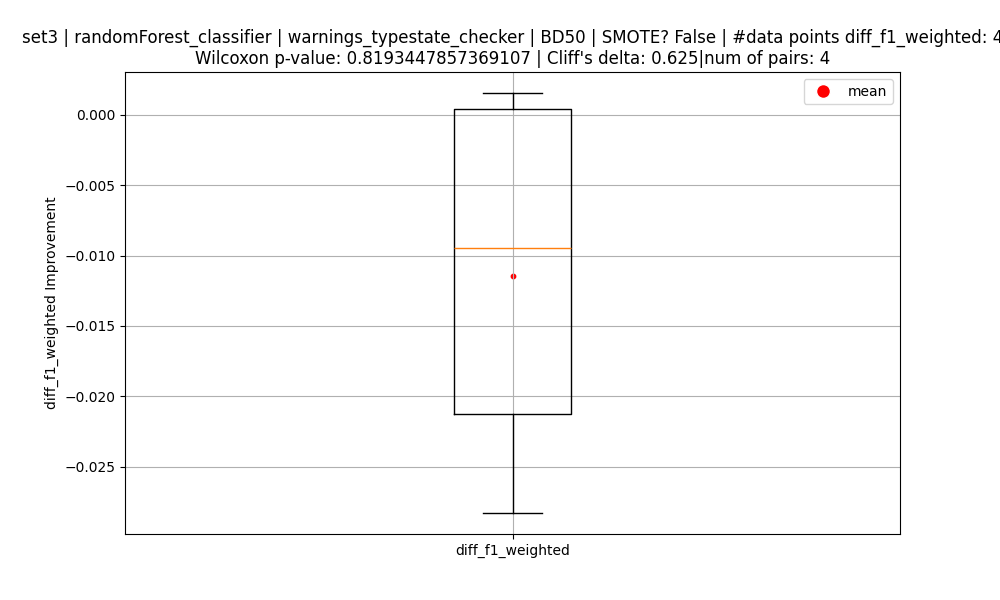 set3 | randomForest_classifier | warnings_typestate_checker | BD50 | SMOTE? False | #data points diff_f1_weighted: 4
Wilcoxon p-value: 0.8193447857369107 | Cliff's delta: 0.625|num of pairs: 4
mean
0.000
−0.005
−0.010
−0.015
−0.020
−0.025
diff_f1_weighted Improvement
diff_f1_weighted